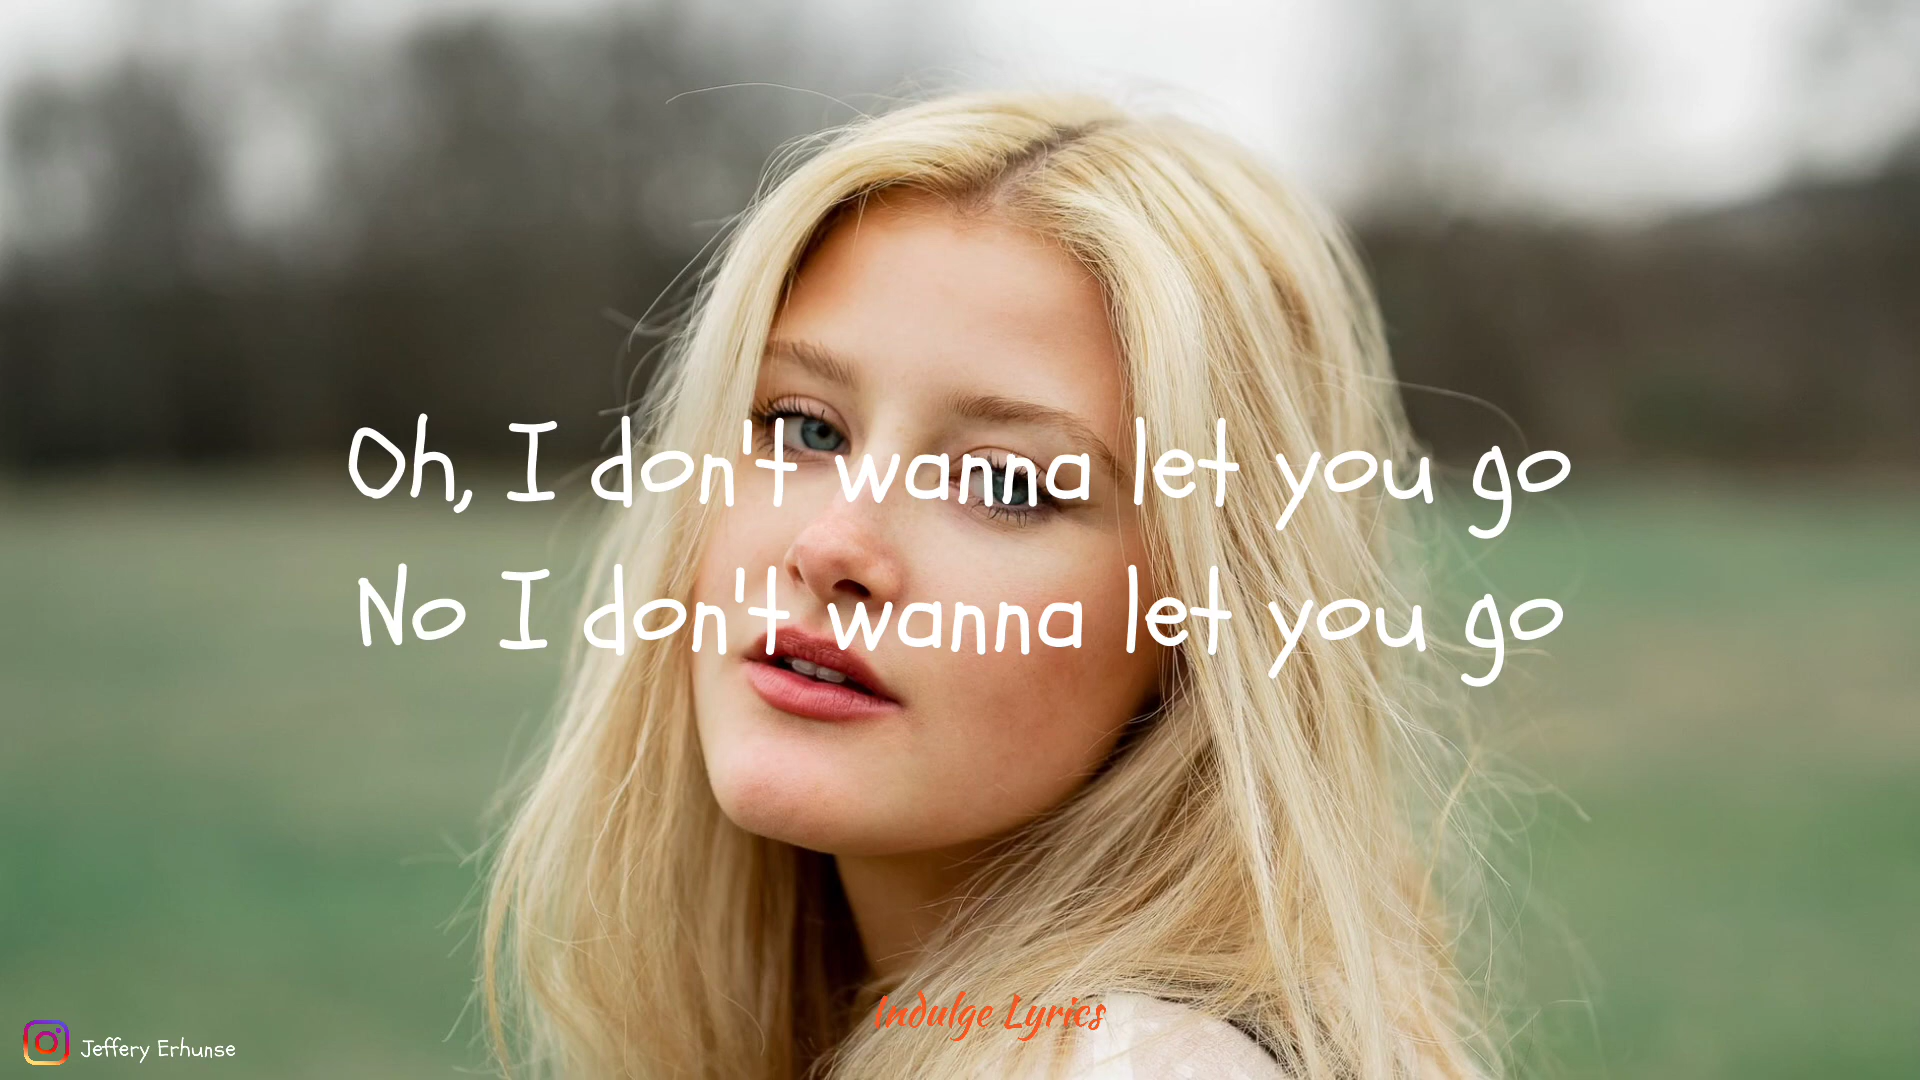 Oh, I don't wanna let you go
No I don't wanna let you go
Indulge Lyrics
Jeffery Erhunse